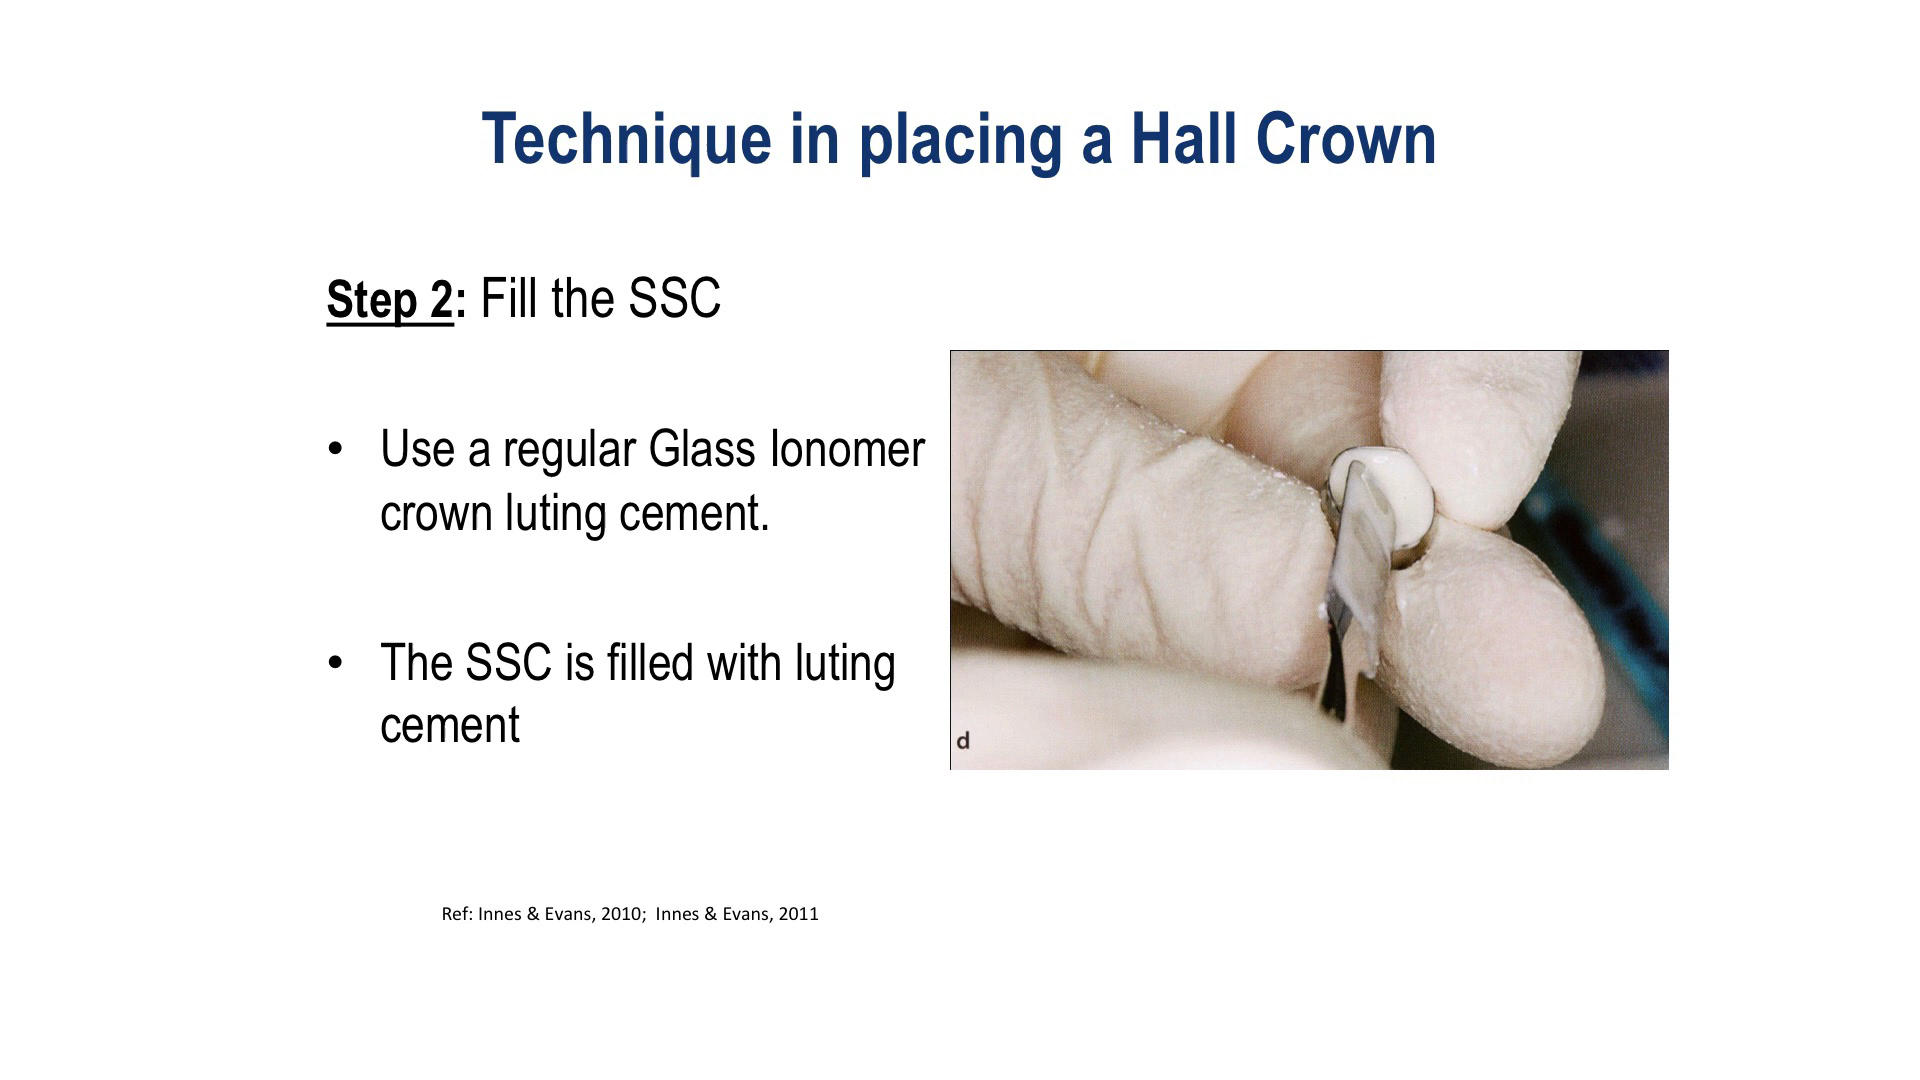 Technique in placing a Hall Crown
Step 2: Fill the SSC
• Use a regular Glass Ionomer
crown luting cement.
• The SSC is filled with luting
cement
d
Ref: Innes & Evans, 2010;  Innes & Evans, 2011